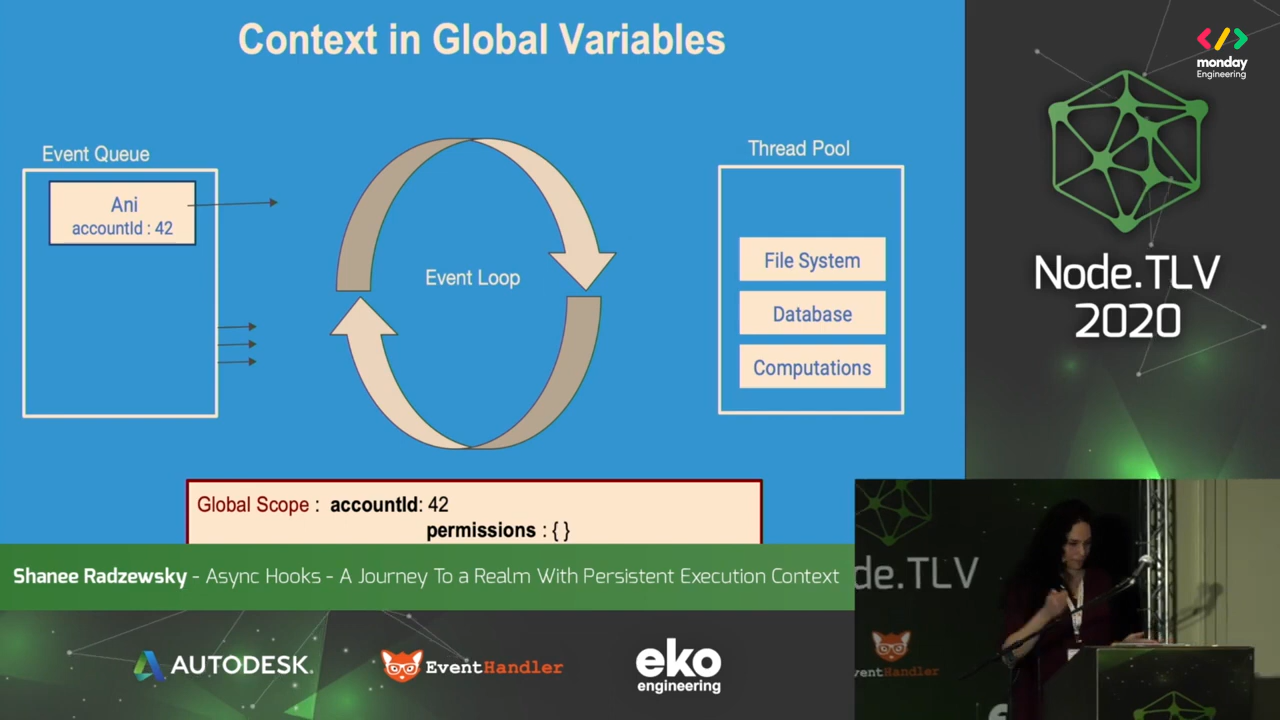 Context in Global Variables
Event Queue
Ani
accountId : 42
Event Loop
Thread Pool
File System
Database
Computations
Global Scope : accountId: 42
permissions : { }
monday
Engineering
Node.TLV
2020
Shanee Radzewsky - Async Hooks - A Journey To a Realm With Persistent Execution Context
AUTODESK.
EventHandler
eko
engineering
de.TLV
ventHandler